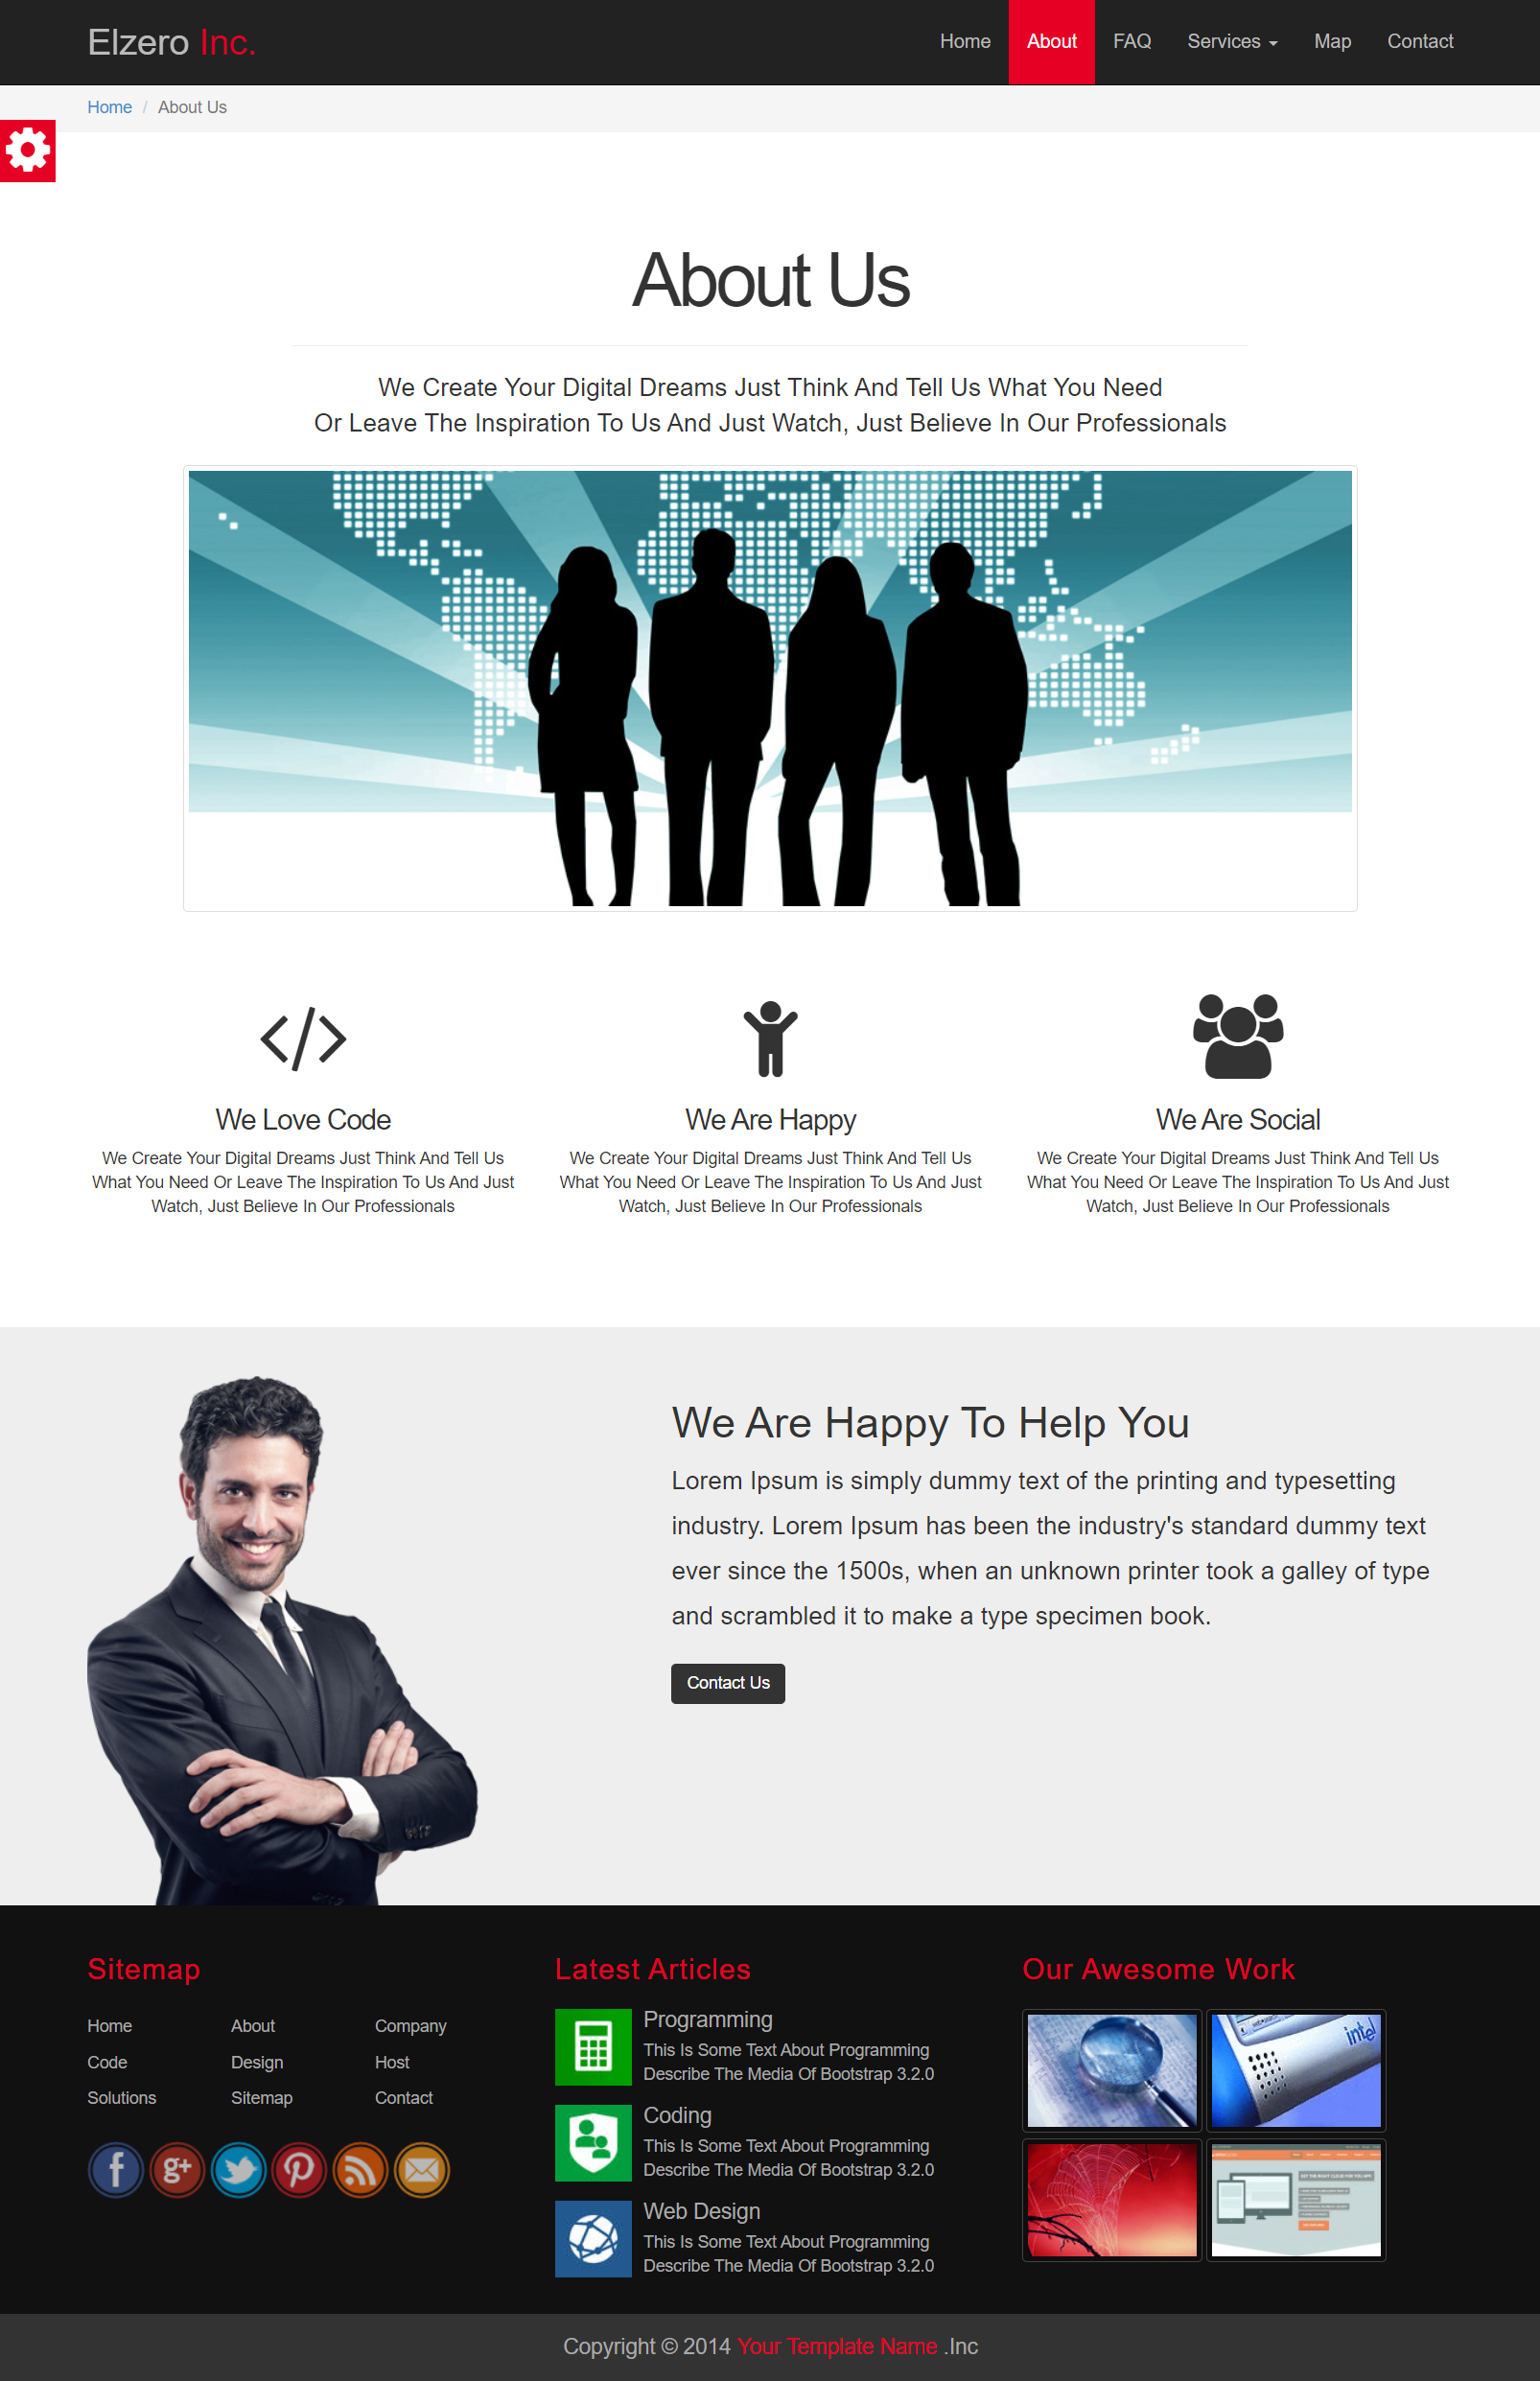 Elzero Inc.
Home About FAQ Services Map Contact
Home / About Us
About Us
We Create Your Digital Dreams Just Think And Tell Us What You Need
Or Leave The Inspiration To Us And Just Watch, Just Believe In Our Professionals
We Love Code
We Create Your Digital Dreams Just Think And Tell Us
What You Need Or Leave The Inspiration To Us And Just
Watch, Just Believe In Our Professionals
We Are Happy
We Create Your Digital Dreams Just Think And Tell Us
What You Need Or Leave The Inspiration To Us And Just
Watch, Just Believe In Our Professionals
We Are Social
We Create Your Digital Dreams Just Think And Tell Us
What You Need Or Leave The Inspiration To Us And Just
Watch, Just Believe In Our Professionals
We Are Happy To Help You
Lorem Ipsum is simply dummy text of the printing and typesetting
industry. Lorem Ipsum has been the industry's standard dummy text
ever since the 1500s, when an unknown printer took a galley of type
and scrambled it to make a type specimen book.
Contact Us
Sitemap
Home About Company
Code Design Host
Solutions Sitemap Contact
Latest Articles
Programming
This Is Some Text About Programming
Describe The Media Of Bootstrap 3.2.0
Coding
This Is Some Text About Programming
Describe The Media Of Bootstrap 3.2.0
Web Design
This Is Some Text About Programming
Describe The Media Of Bootstrap 3.2.0
Our Awesome Work
intel
GET THE RIGHT CLOUD FOR YOU APP
Copyright © 2014 Your Template Name .Inc